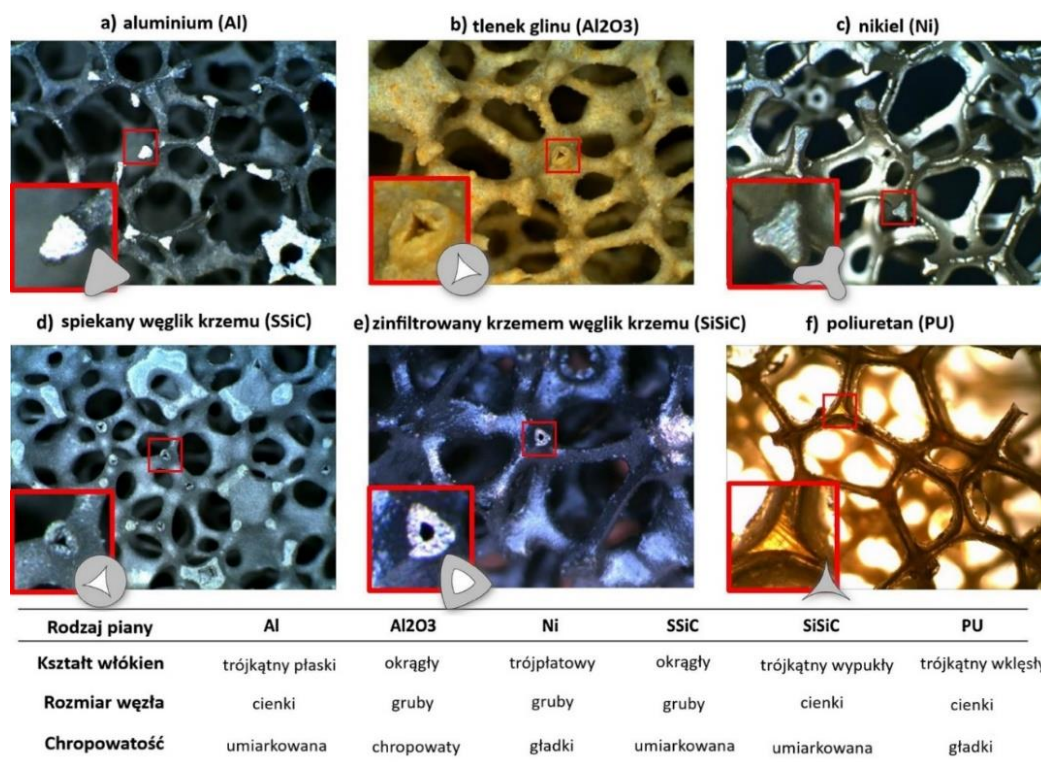 a) aluminium (Al)
b) tlenek glinu (Al2O3)
c) nikiel (Ni)
d) spiekany węglik krzemu (SSiC)
e) zinfiltrowany krzemem węglik krzemu (SiSiC)
f) poliuretan (PU)
Rodzaj piany Al Al2O3 Ni SSiC SiSiC PU
Kształt włókien trójkątny płaski okrągły trójpłatowy okrągły trójkątny wypukły trójkątny wklęsły
Rozmiar węzła cienki gruby gruby gruby cienki cienki
Chropowatość umiarkowana chropowaty gładki umiarkowana umiarkowana gładki